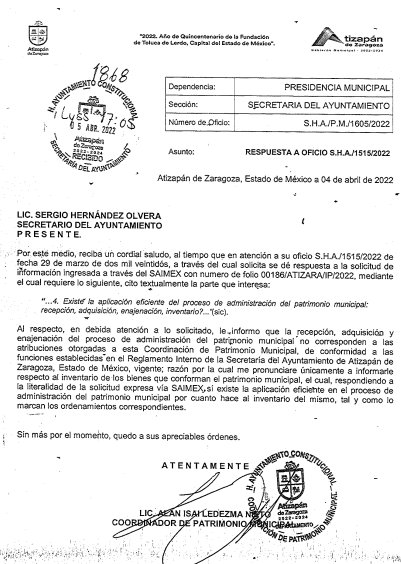 Atizapán
de Zaragoza
"2022. Año de Quincentenario de la Fundación
de Toluca de Lerdo, Capital del Estado de México".
Atizapán
de Zaragoza
1868
H. AYUNTAMIENTO CONSTITUCIONAL
17:05
05 ABR. 2022
Atizapán
de Zaragoza
RECIBIDO
SECRETARIA DEL AYUNTAMIENTO
Dependencia: PRESIDENCIA MUNICIPAL
Sección: SECRETARIA DEL AYUNTAMIENTO
Número de Oficio: S.H.A./P.M./1605/2022
Asunto: RESPUESTA A OFICIO S.H.A./1515/2022
Atizapán de Zaragoza, Estado de México a 04 de abril de 2022
LIC. SERGIO HERNÁNDEZ OLVERA
SECRETARIO DEL AYUNTAMIENTO
P R E S E N T E.
Por este medio, reciba un cordial saludo, al tiempo que en atención a su oficio S.H.A./1515/2022 de
fecha 29 de marzo de dos mil veintidós, a través del cual solicita se dé respuesta a la solicitud de
información ingresada a través del SAIMEX con numero de folio 00186/ATIZARA/IP/2022, mediante
el cual requiere lo siguiente, cito textualmente la parte que interesa:
"...4. Existe la aplicación eficiente del proceso de administración del patrimonio municipal:
recepción, adquisición, enajenación, inventario?..."(sic).
Al respecto, en debida atención a lo solicitado, le informo que la recepción, adquisición y
enajenación del proceso de administración del patrimonio municipal no corresponden a las
atribuciones otorgadas a esta Coordinación de Patrimonio Municipal, de conformidad a las
funciones establecidas en el Reglamento Interno de la Secretaría del Ayuntamiento de Atizapán de
Zaragoza, Estado de México, vigente; razón por la cual me pronunciare únicamente a informarle
respecto al inventario de los bienes que conforman el patrimonio municipal, el cual, respondiendo a
la literalidad de la solicitud expresa vía SAIMEX, sí existe la aplicación eficiente en el proceso de
administración del patrimonio municipal por cuanto hace al inventario del mismo, tal y como lo
marcan los ordenamientos correspondientes.
Sin más por el momento, quedo a sus apreciables órdenes.
A T E N T A M E N T E
LIC. ALAN ISAI LEDEZMA NIETO
COORDINADOR DE PATRIMONIO MUNICIPAL
H. AYUNTAMIENTO CONSTITUCIONAL
Atizapán
de Zaragoza
2022-2024
COORDINACIÓN DE PATRIMONIO MUNICIPAL